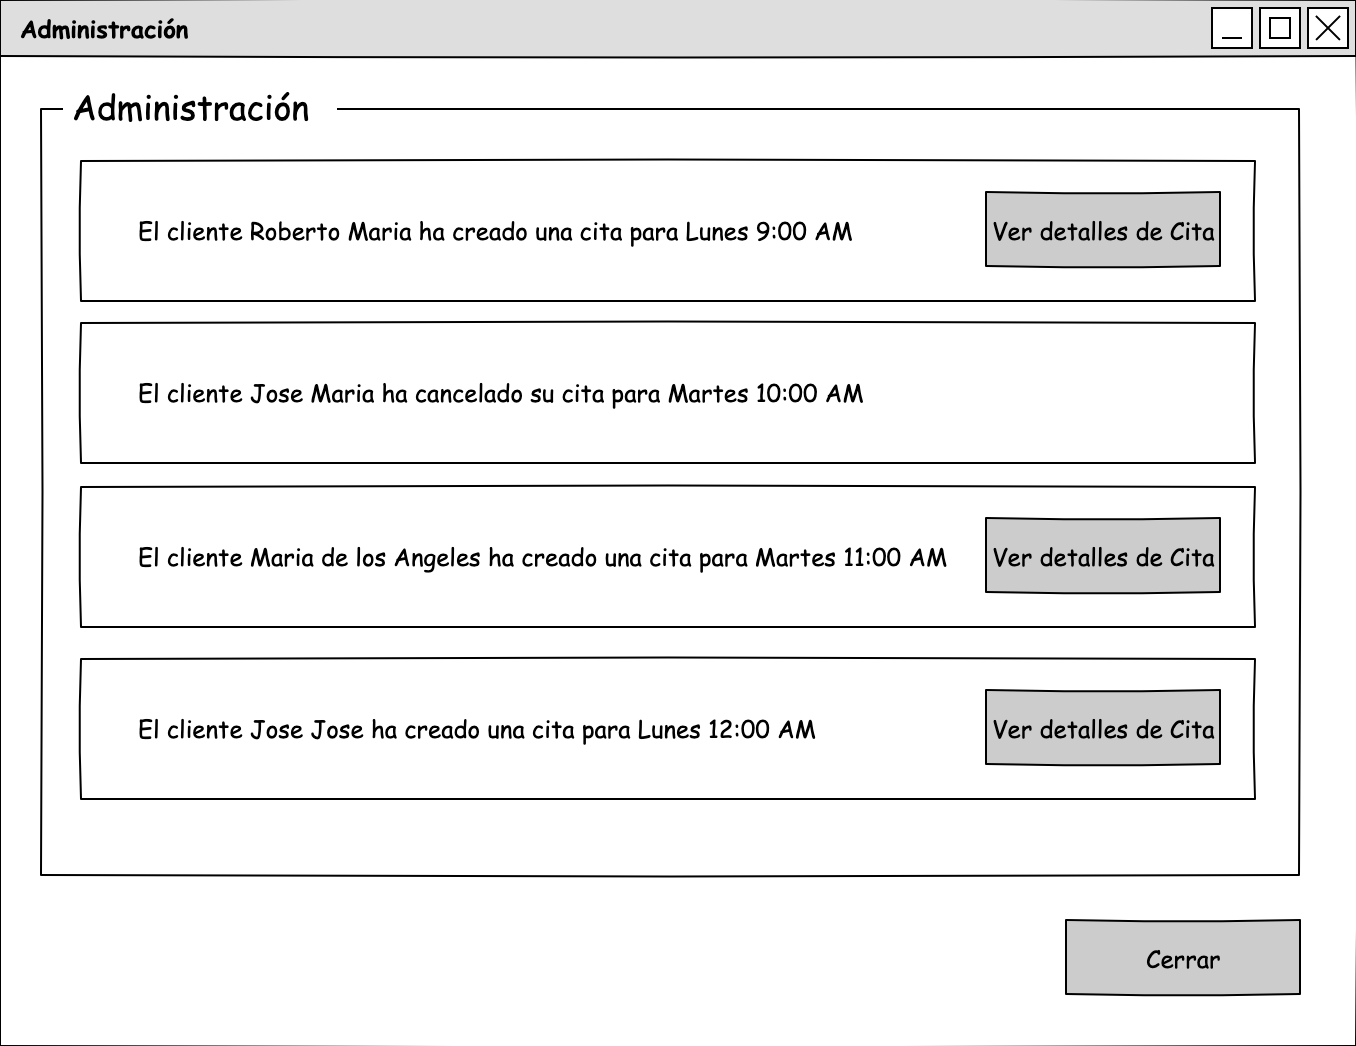 Administración
Administración
El cliente Roberto Maria ha creado una cita para Lunes 9:00 AM
Ver detalles de Cita
El cliente Jose Maria ha cancelado su cita para Martes 10:00 AM
El cliente Maria de los Angeles ha creado una cita para Martes 11:00 AM
Ver detalles de Cita
El cliente Jose Jose ha creado una cita para Lunes 12:00 AM
Ver detalles de Cita
Cerrar